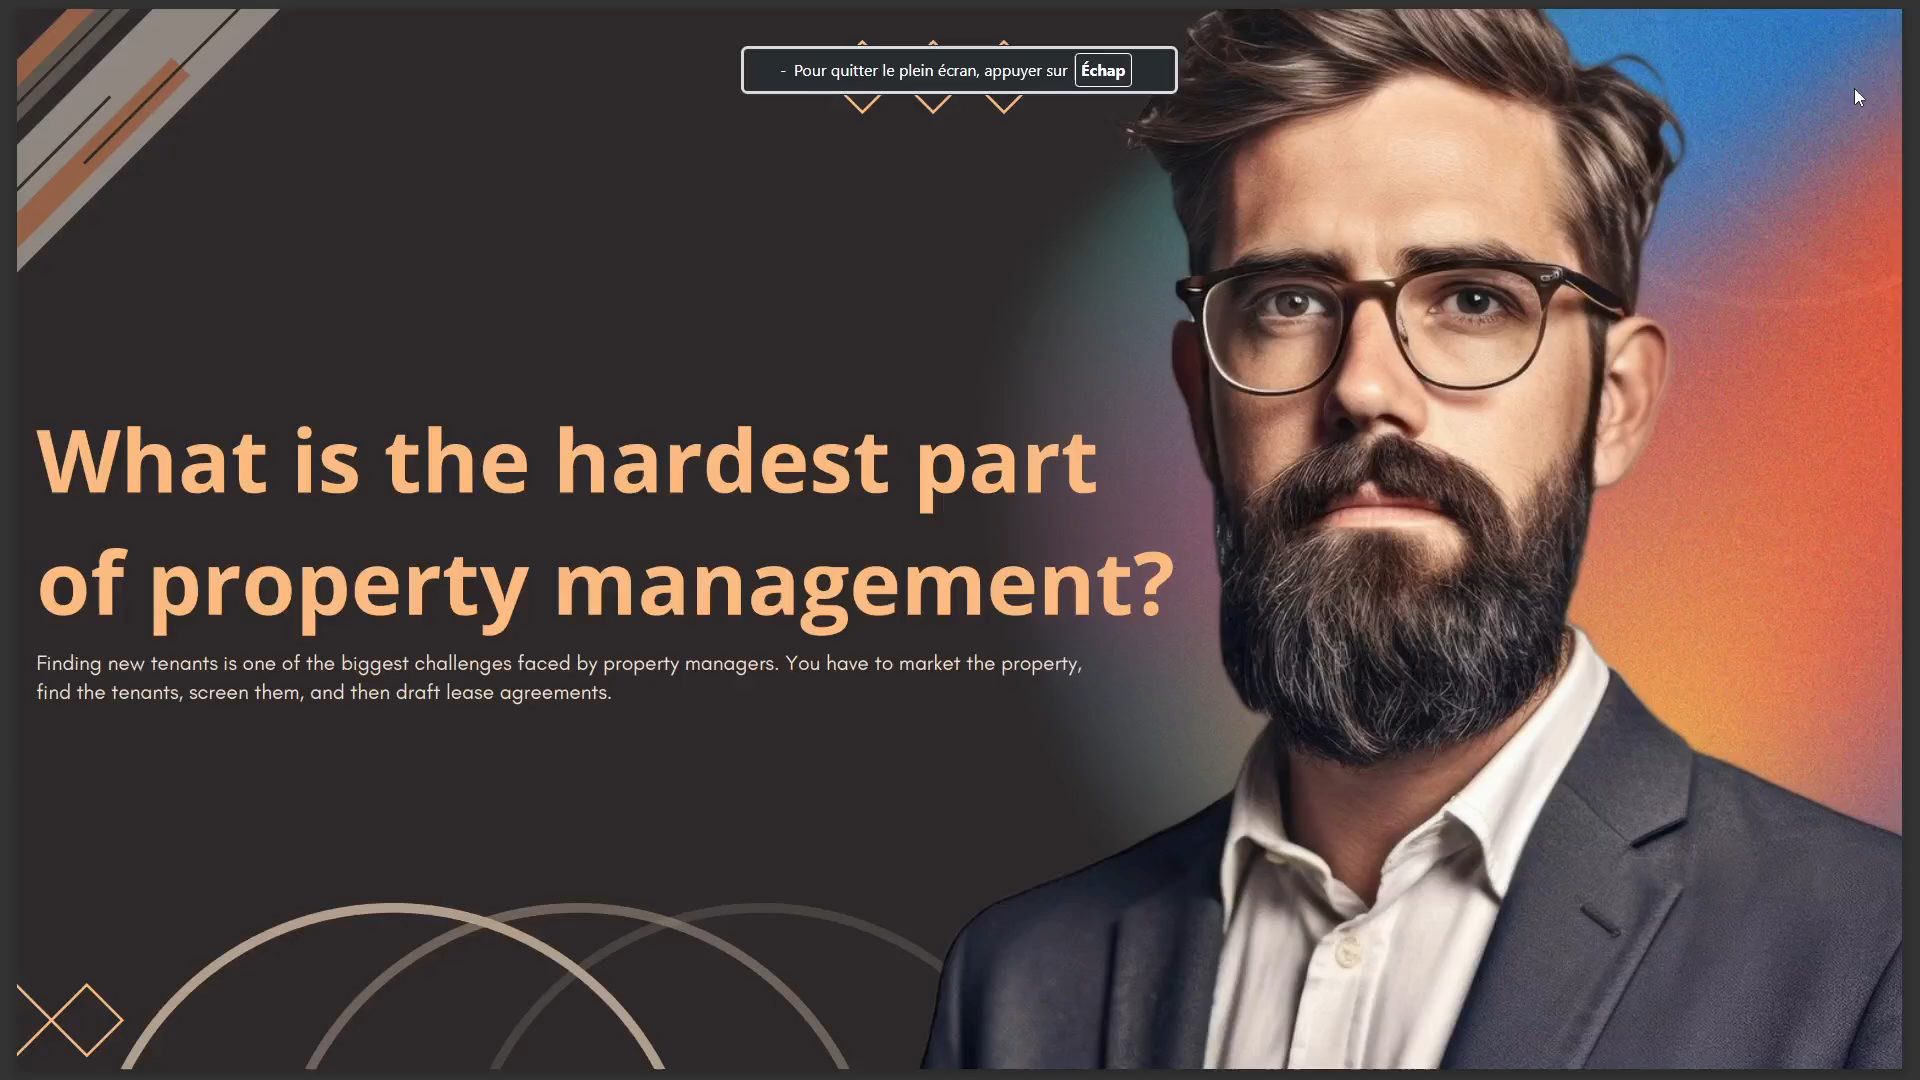 - Pour quitter le plein écran, appuyer sur Échap
What is the hardest part
of property management?
Finding new tenants is one of the biggest challenges faced by property managers. You have to market the property,
find the tenants, screen them, and then draft lease agreements.